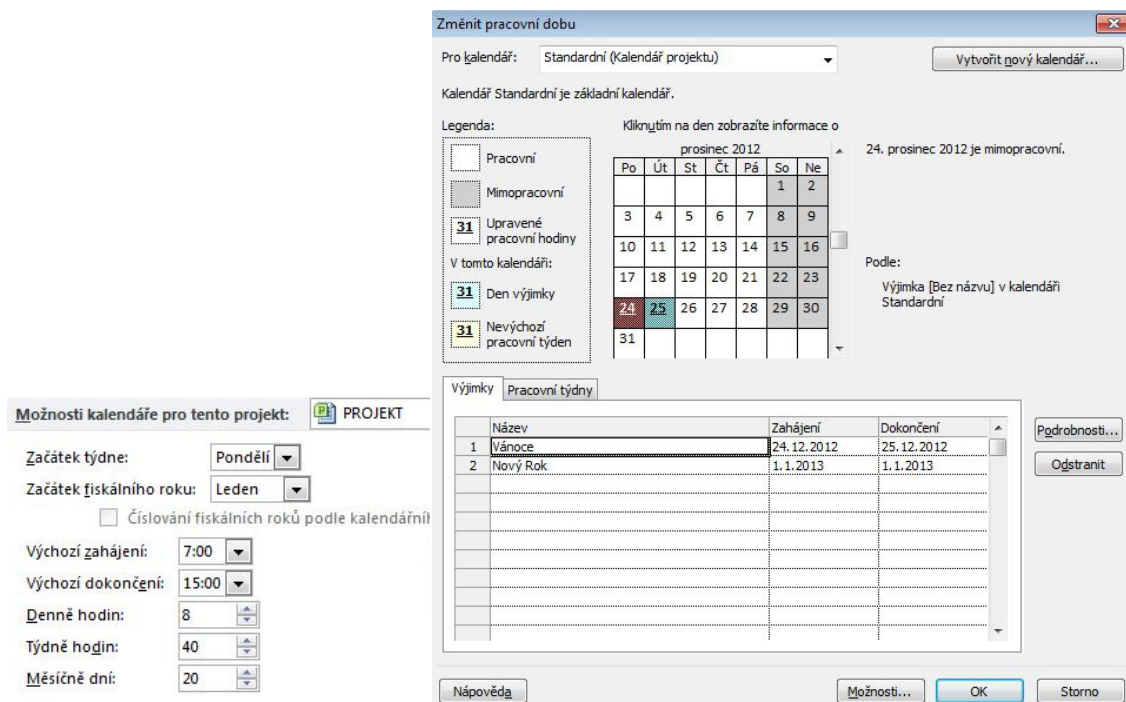 Změnit pracovní dobu
Pro kalendář: Standardní (Kalendář projektu) Vytvořit nový kalendář...
Kalendář Standardní je základní kalendář.
Legenda:
Pracovní
Mimopracovní
31 Upravené pracovní hodiny
V tomto kalendáři:
31 Den výjimky
31 Nevýchozí pracovní týden
Kliknutím na den zobrazíte informace o
prosinec 2012
Po Út St Čt Pá So Ne
1 2
3 4 5 6 7 8 9
10 11 12 13 14 15 16
17 18 19 20 21 22 23
24 25 26 27 28 29 30
31
24. prosinec 2012 je mimopracovní.
Podle:
Výjimka [Bez názvu] v kalendáři
Standardní
Výjimky Pracovní týdny
Název Zahájení Dokončení
1 Vánoce 24.12.2012 25.12.2012
2 Nový Rok 1.1.2013 1.1.2013
Podrobnosti...
Odstranit
Nápověda Možnosti... OK Storno
Možnosti kalendáře pro tento projekt: PROJEKT
Začátek týdne: Pondělí
Začátek fiskálního roku: Leden
Číslování fiskálních roků podle
Výchozí zahájení: 7:00
Výchozí dokončení: 15:00
Denně hodin: 8
Týdně hodin: 40
Měsíčně dní: 20